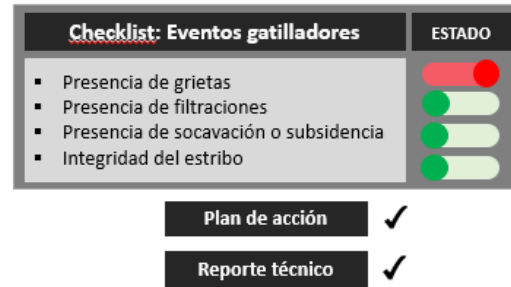 Checklist: Eventos gatilladores
ESTADO
▪ Presencia de grietas
▪ Presencia de filtraciones
▪ Presencia de socavación o subsidencia
▪ Integridad del estribo
Plan de acción ✓
Reporte técnico ✓